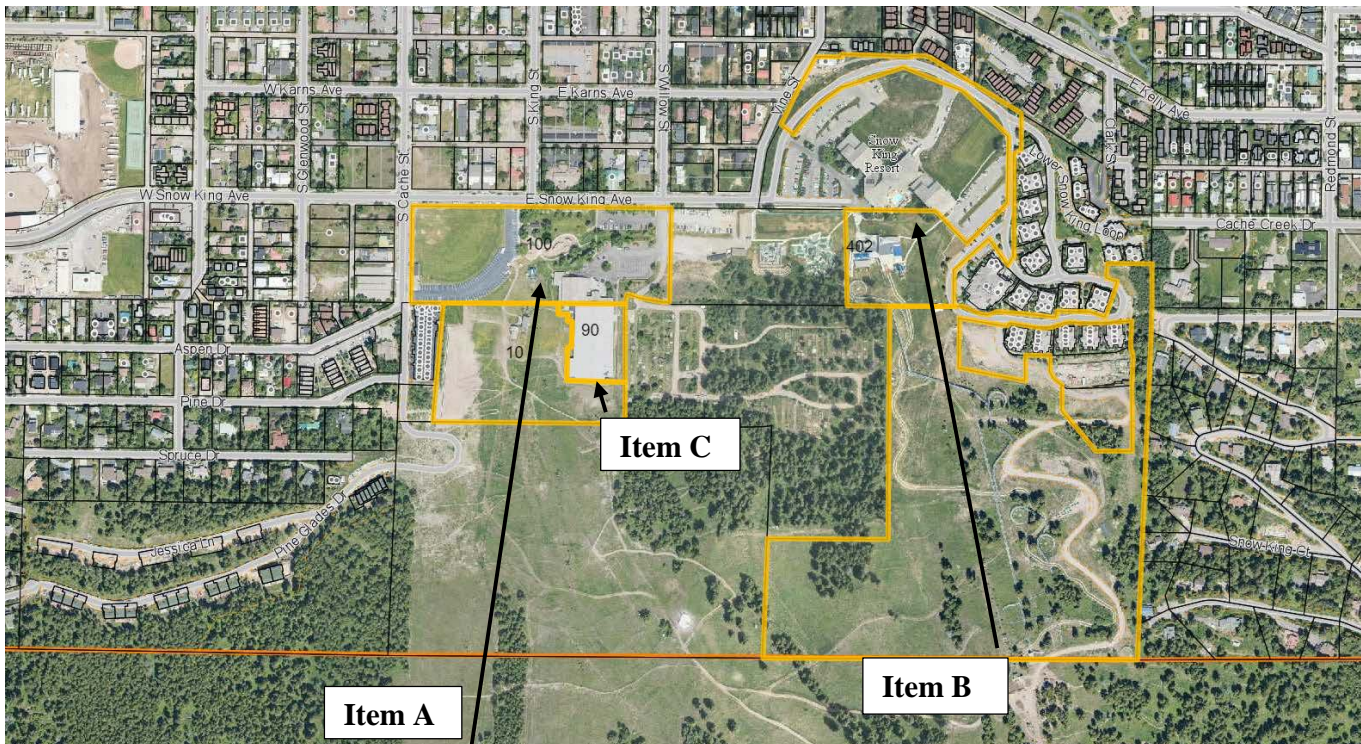 W Karns Ave
E Karns Ave
S Glenwood St
S Cache St
S King St
S Willow St
Vine St
E Kelly Ave
Clark St
Redmond St
Snow
King
Resort
Lower Snow
King Loop
W Snow King Ave
E Snow King Ave
Cache Creek Dr
100
402
90
10
Aspen Dr
Pine Dr
Spruce Dr
Item C
Jessica Ln
Pine Glades Dr
Snow King Ct
Item B
Item A